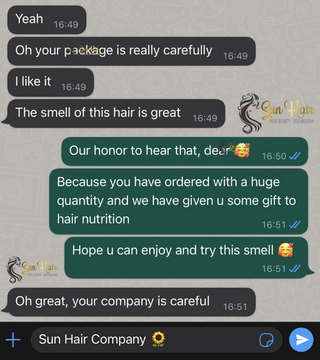 Yeah
16:49
Oh your package is really carefully
16:49
I like it
16:49
The smell of this hair is great
16:49
Sun Hair
Our honor to hear that, dear 🥰
16:50
Because you have ordered with a huge
quantity and we have given u some gift to
hair nutrition
16:51
Hope u can enjoy and try this smell 🥰
16:51
Sun Hair
Oh great, your company is careful
16:51
Sun Hair Company 🌻